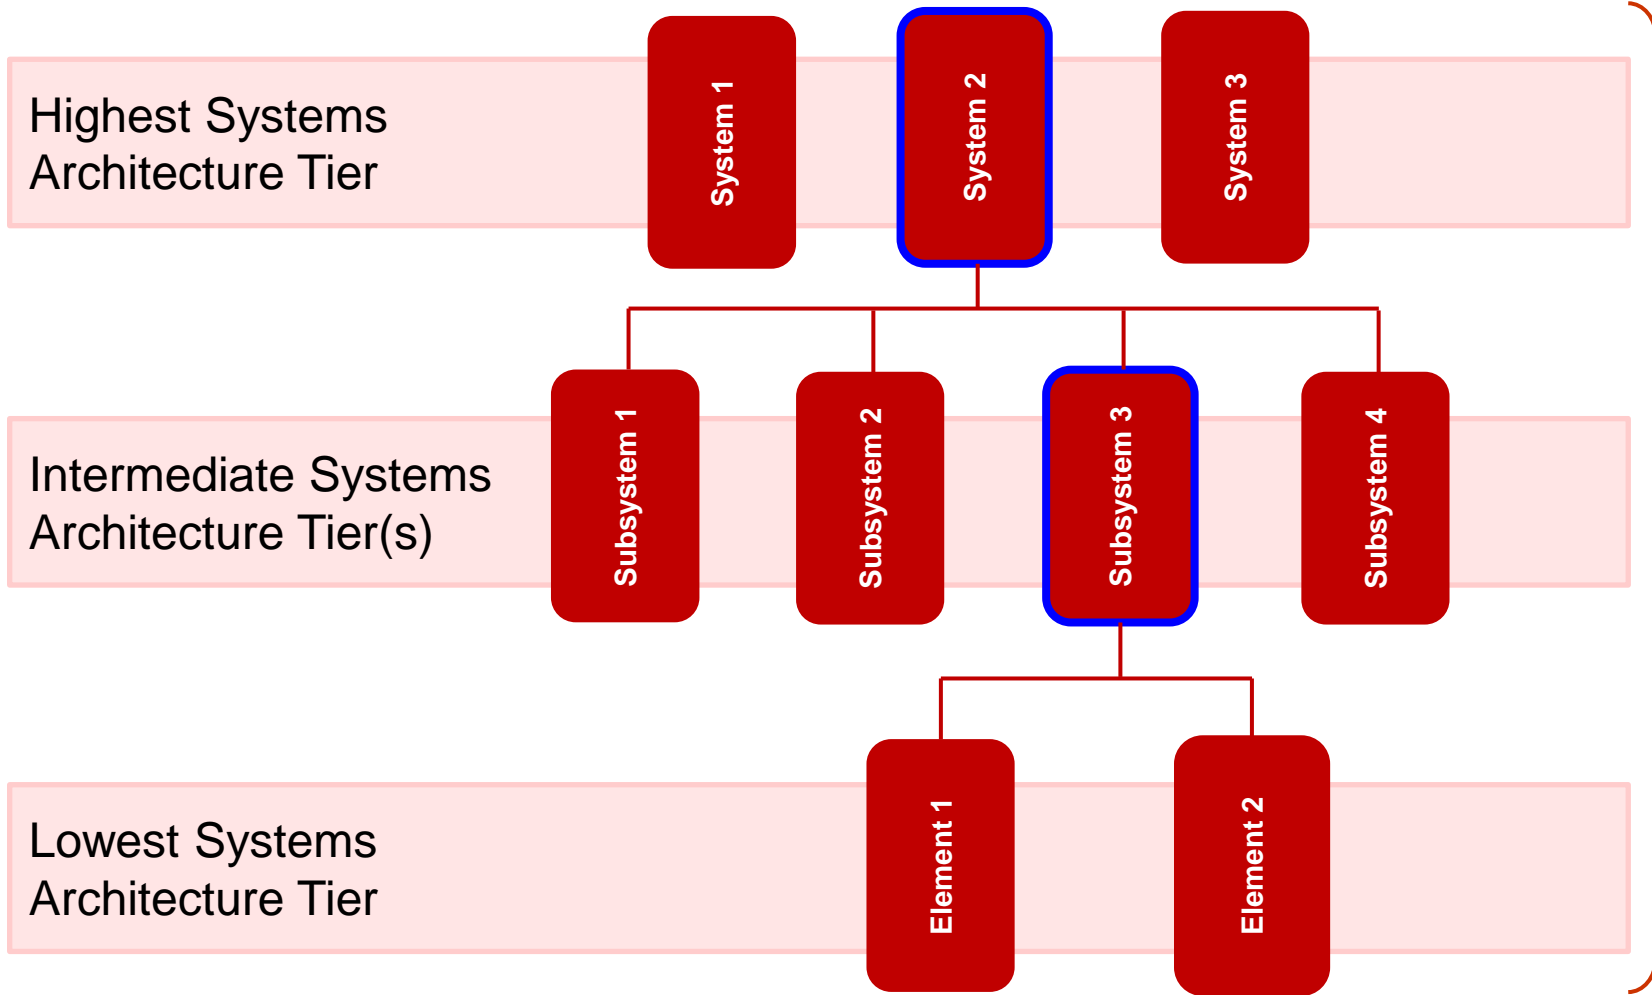 Highest Systems
Architecture Tier
System 1
System 2
System 3
Intermediate Systems
Architecture Tier(s)
Subsystem 1
Subsystem 2
Subsystem 3
Subsystem 4
Lowest Systems
Architecture Tier
Element 1
Element 2